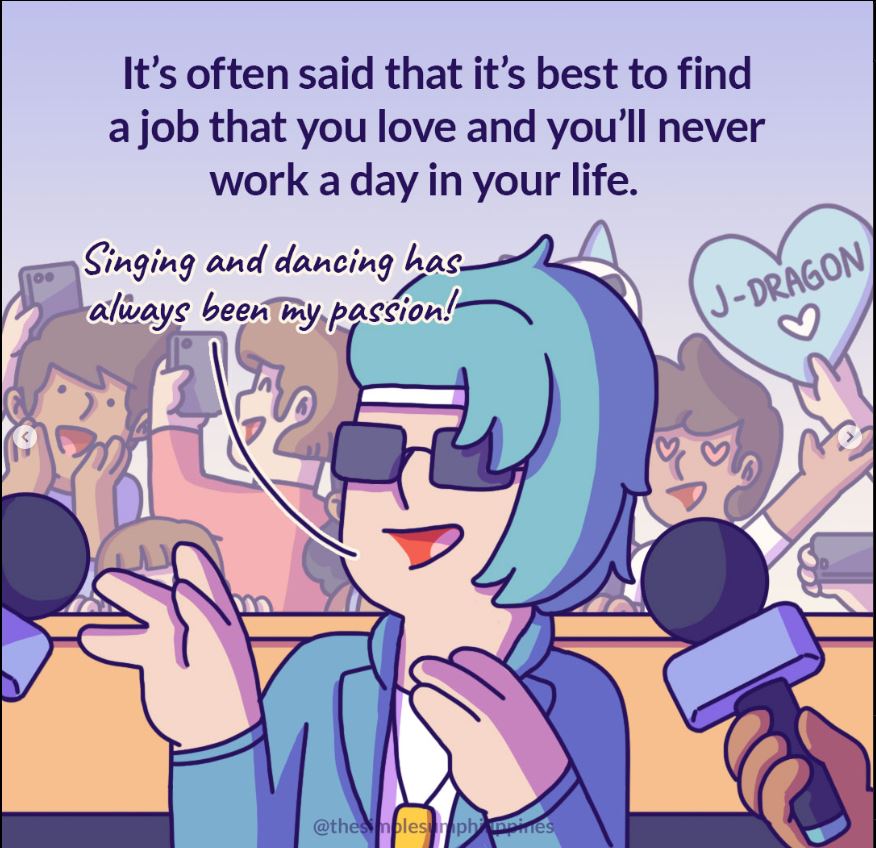 It’s often said that it’s best to find
a job that you love and you’ll never
work a day in your life.
Singing and dancing has
always been my passion!
J-DRAGON
@thesimplesumphilippines